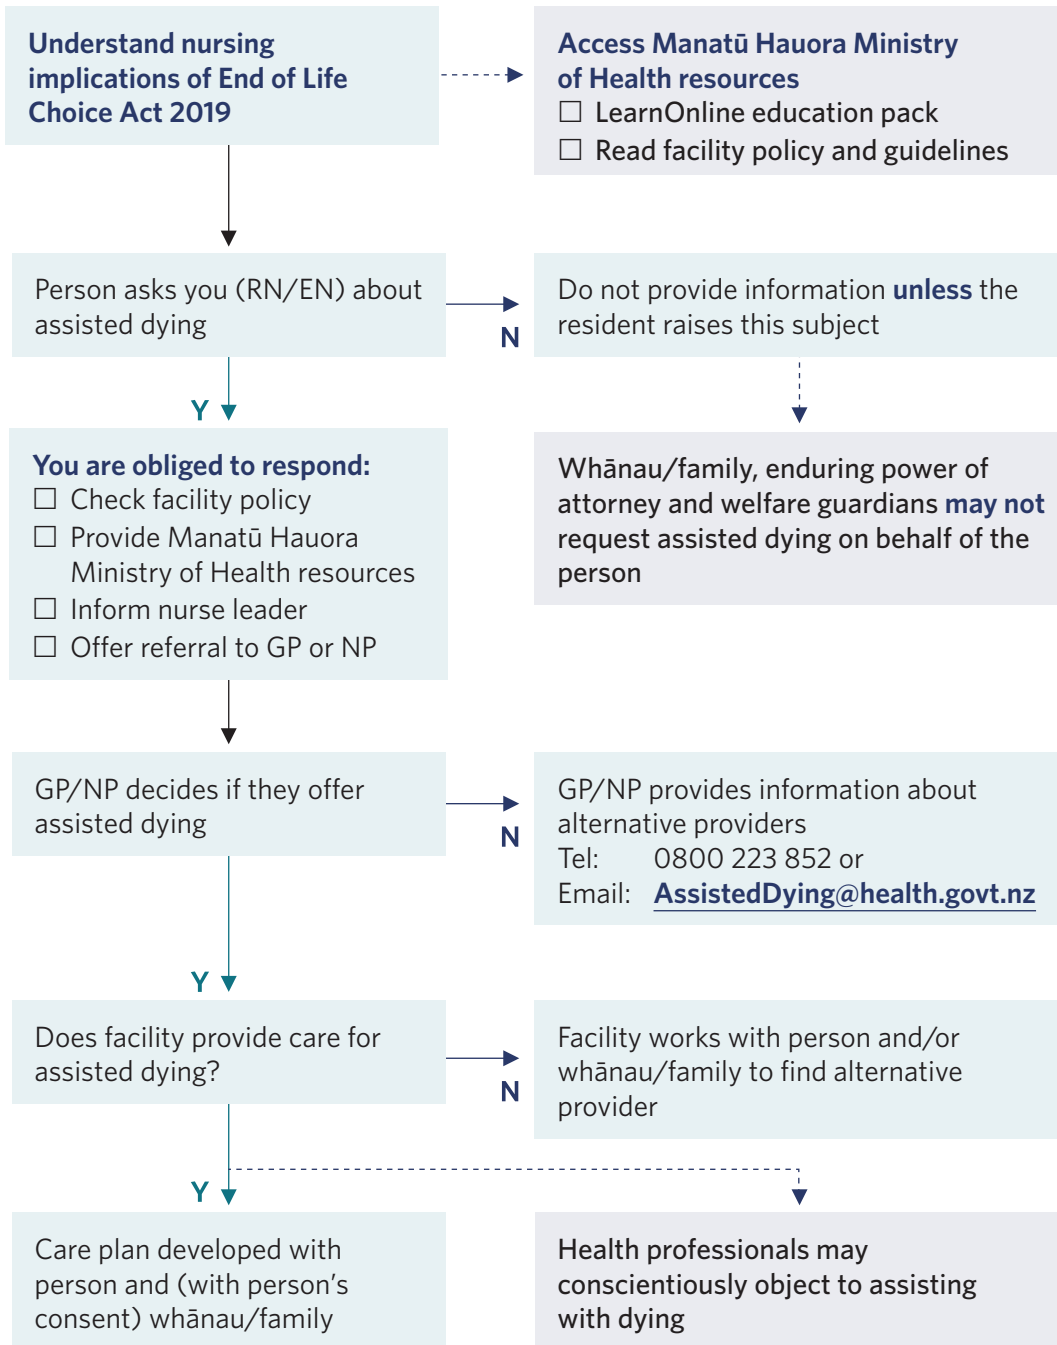 Understand nursing
implications of End of Life
Choice Act 2019
Access Manatū Hauora Ministry
of Health resources
☐ LearnOnline education pack
☐ Read facility policy and guidelines
Person asks you (RN/EN) about
assisted dying
N
Do not provide information unless the
resident raises this subject
Y
You are obliged to respond:
☐ Check facility policy
☐ Provide Manatū Hauora
Ministry of Health resources
☐ Inform nurse leader
☐ Offer referral to GP or NP
Whānau/family, enduring power of
attorney and welfare guardians may not
request assisted dying on behalf of the
person
GP/NP decides if they offer
assisted dying
N
GP/NP provides information about
alternative providers
Tel: 0800 223 852 or
Email: AssistedDying@health.govt.nz
Y
Does facility provide care for
assisted dying?
N
Facility works with person and/or
whānau/family to find alternative
provider
Y
Care plan developed with
person and (with person's
consent) whānau/family
Health professionals may
conscientiously object to assisting
with dying